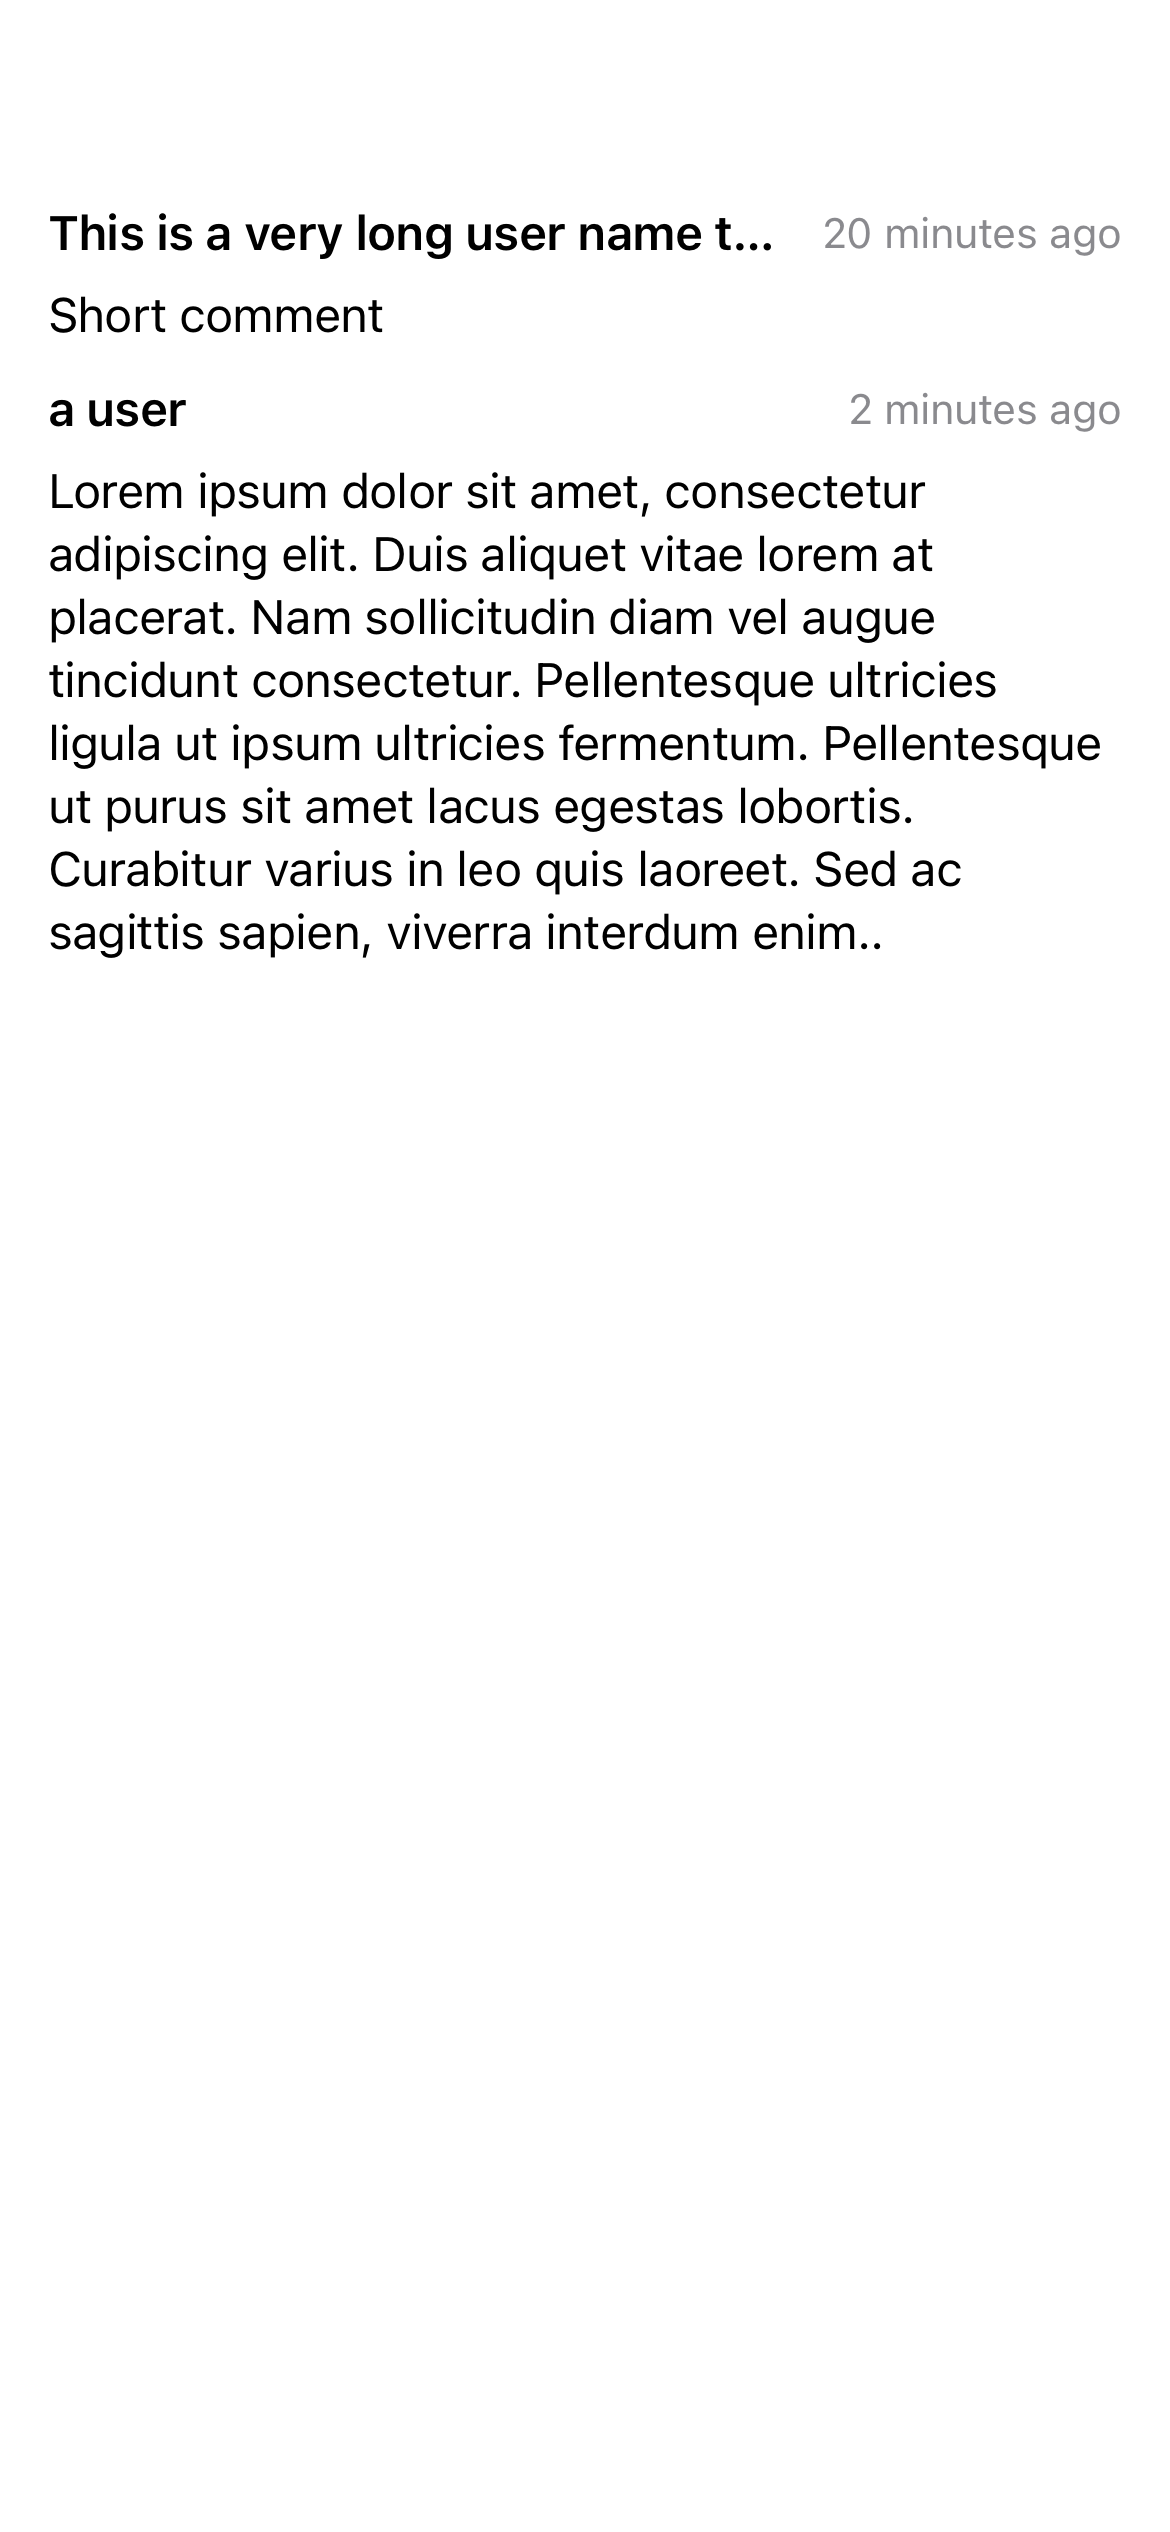 This is a very long user name t... 20 minutes ago
Short comment
a user 2 minutes ago
Lorem ipsum dolor sit amet, consectetur
adipiscing elit. Duis aliquet vitae lorem at
placerat. Nam sollicitudin diam vel augue
tincidunt consectetur. Pellentesque ultricies
ligula ut ipsum ultricies fermentum. Pellentesque
ut purus sit amet lacus egestas lobortis.
Curabitur varius in leo quis laoreet. Sed ac
sagittis sapien, viverra interdum enim..